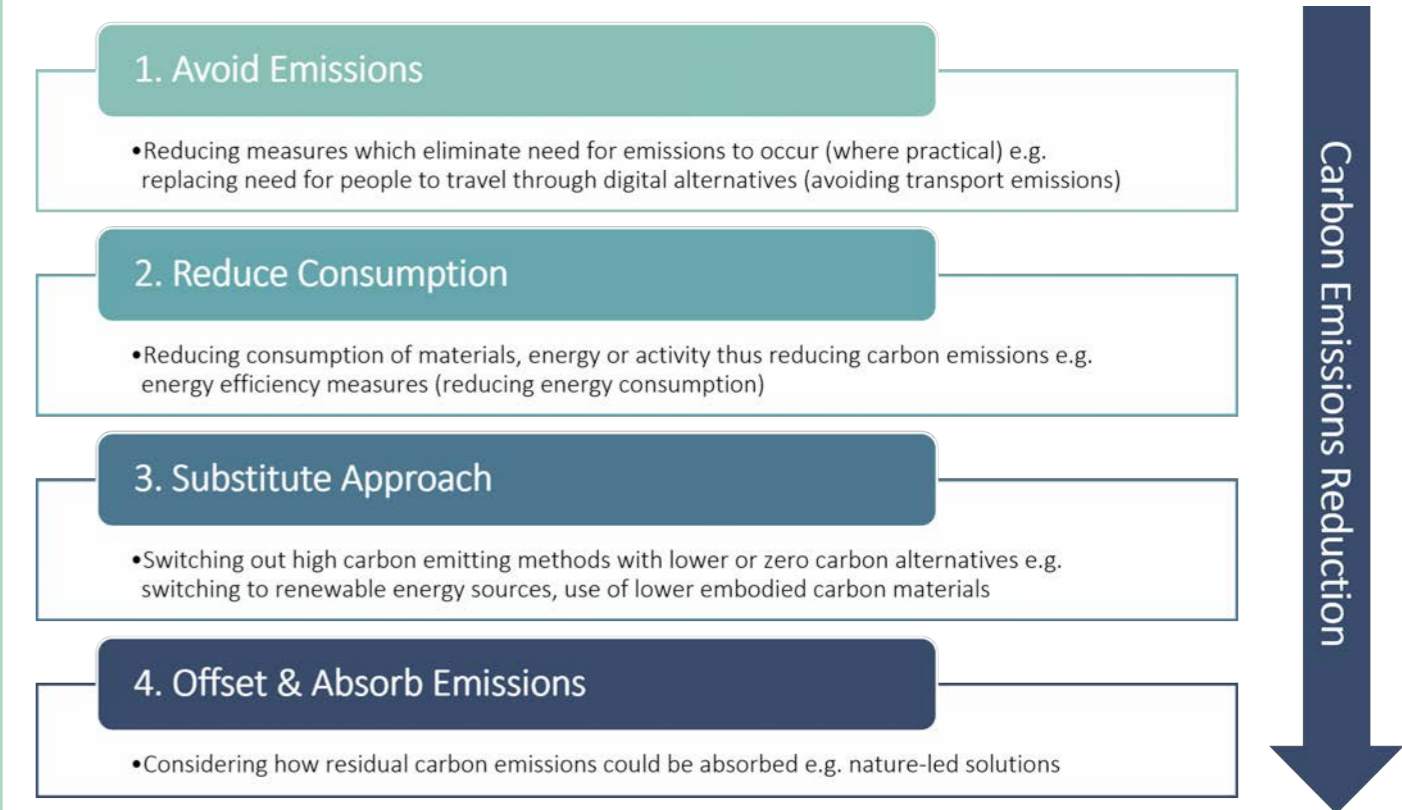 1. Avoid Emissions
•Reducing measures which eliminate need for emissions to occur (where practical) e.g.
replacing need for people to travel through digital alternatives (avoiding transport emissions)
2. Reduce Consumption
•Reducing consumption of materials, energy or activity thus reducing carbon emissions e.g.
energy efficiency measures (reducing energy consumption)
3. Substitute Approach
•Switching out high carbon emitting methods with lower or zero carbon alternatives e.g.
switching to renewable energy sources, use of lower embodied carbon materials
4. Offset & Absorb Emissions
•Considering how residual carbon emissions could be absorbed e.g. nature-led solutions
Carbon Emissions Reduction